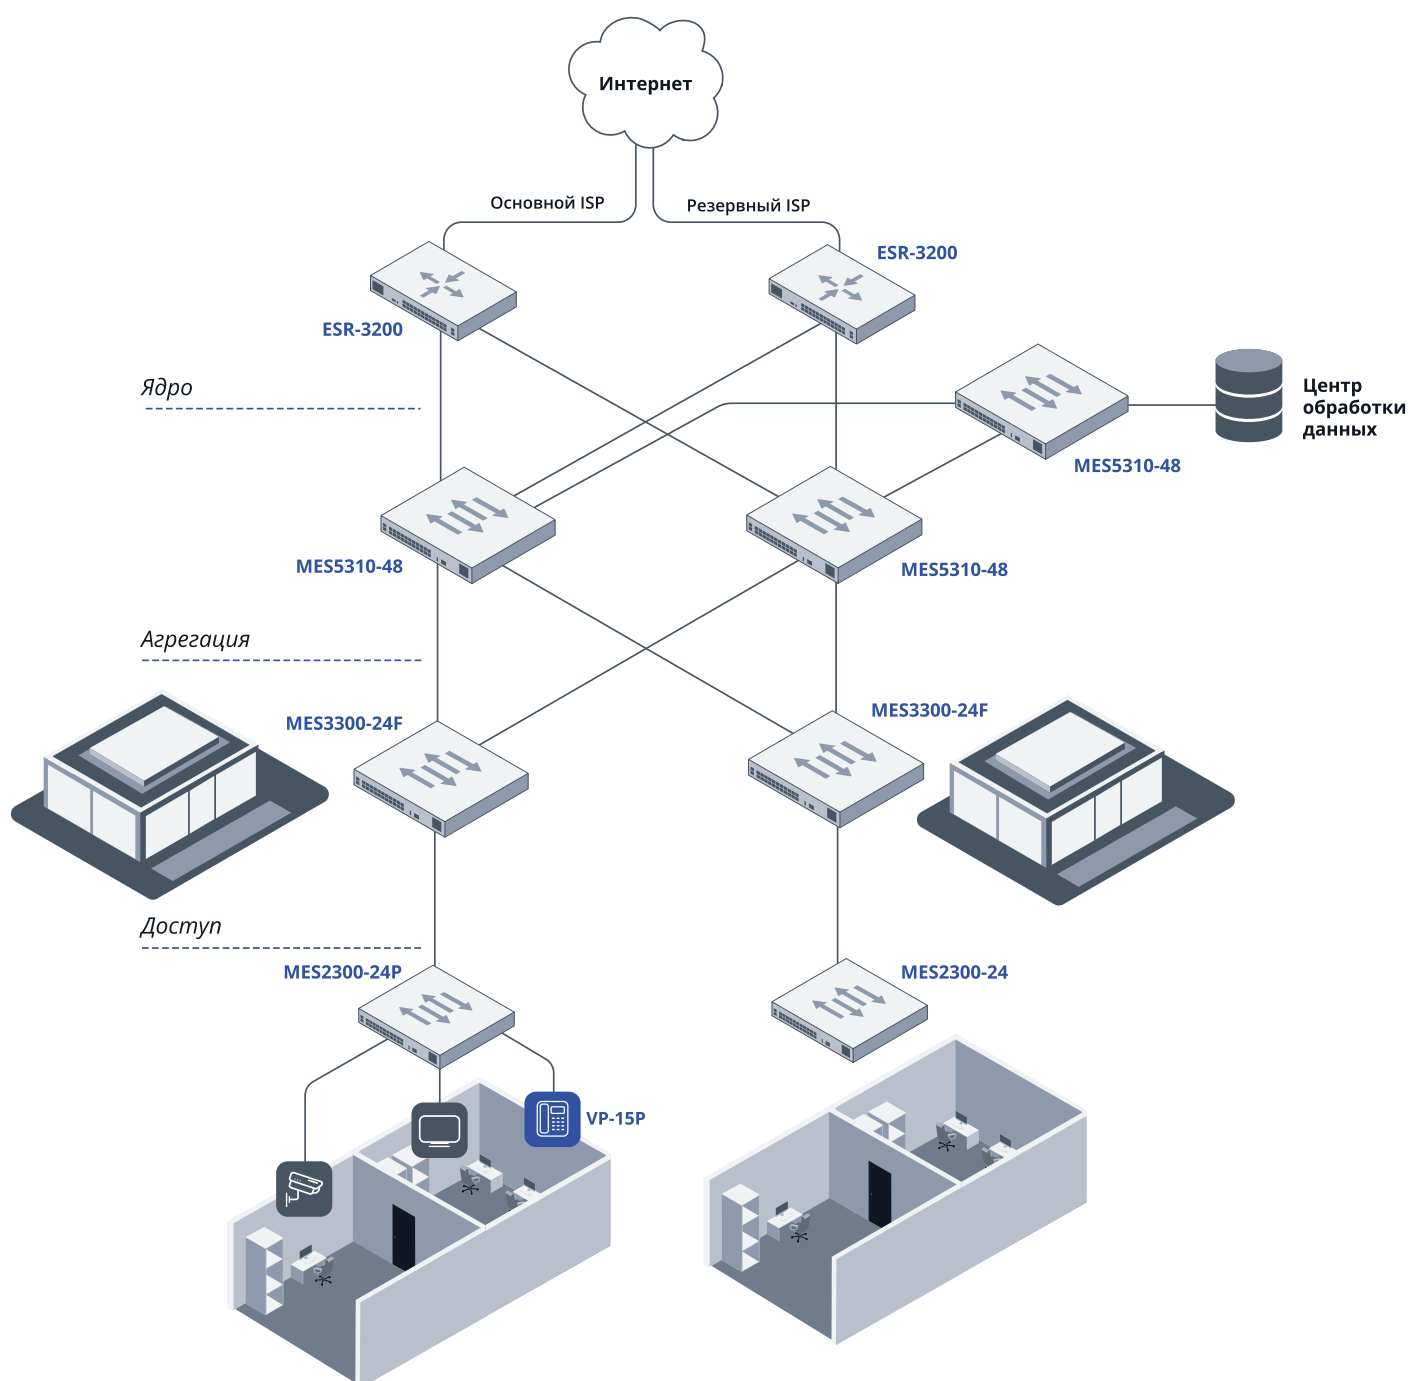 Интернет
Основной ISP
Резервный ISP
ESR-3200
ESR-3200
Ядро
Центр
обработки
данных
MES5310-48
MES5310-48
MES5310-48
Агрегация
MES3300-24F
MES3300-24F
Доступ
MES2300-24P
MES2300-24
VP-15P